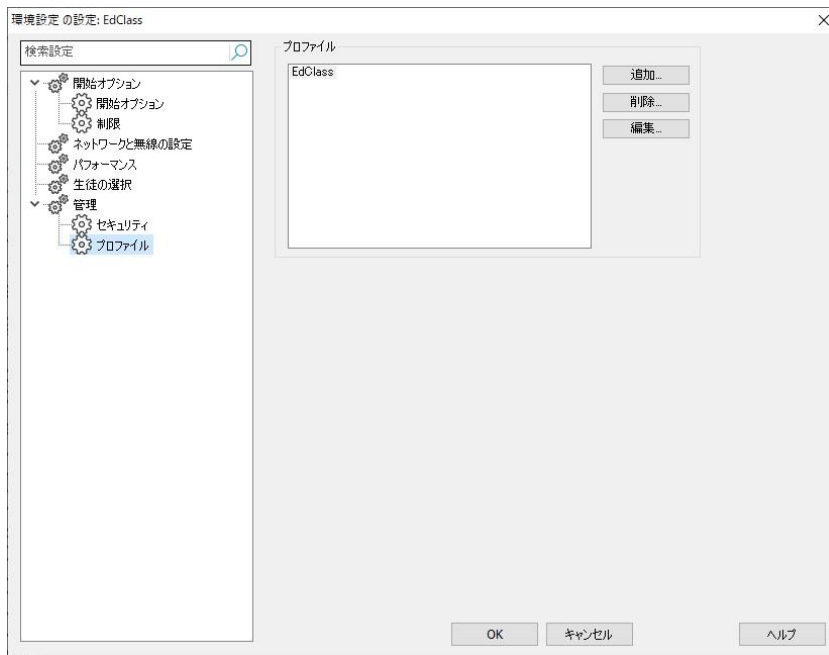 環境設定 の設定: EdClass
検索設定
開始オプション
開始オプション
制限
ネットワークと無線の設定
パフォーマンス
生徒の選択
管理
セキュリティ
プロファイル
プロファイル
EdClass
追加...
削除...
編集...
OK
キャンセル
ヘルプ